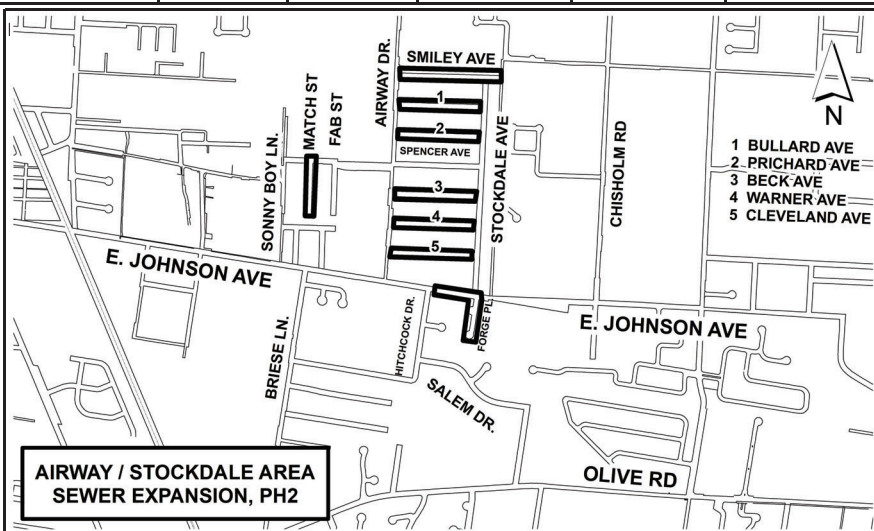 SMILEY AVE
AIRWAY DR.
MATCH ST
FAB ST
1
2
SPENCER AVE
N
1 BULLARD AVE
2 PRICHARD AVE
3 BECK AVE
4 WARNER AVE
5 CLEVELAND AVE
SONNY BOY LN.
3
4
5
STOCKDALE AVE
CHISHOLM RD
E. JOHNSON AVE
HITCHCOCK DR.
FORGE PL.
E. JOHNSON AVE
BRIESE LN.
SALEM DR.
OLIVE RD
AIRWAY / STOCKDALE AREA
SEWER EXPANSION, PH2